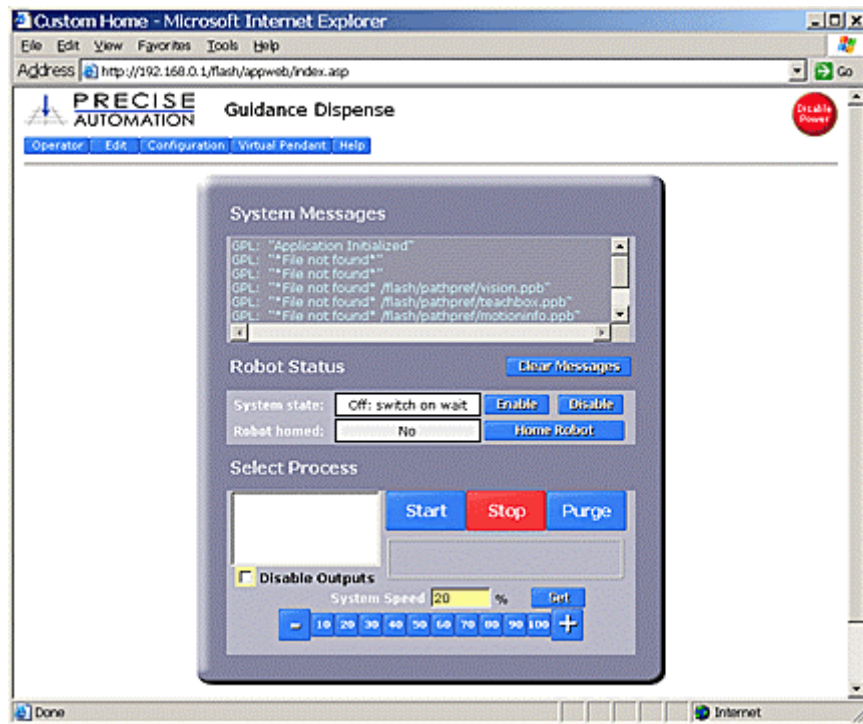 Custom Home - Microsoft Internet Explorer
File Edit View Favorites Tools Help
Address http://192.168.0.1/flash/appweb/index.asp Go
PRECISE
AUTOMATION
Guidance Dispense
Disable
Power
Operator Edit Configuration Virtual Pendant Help
System Messages
GPL: "Application Initialized"
GPL: "*File not found*"
GPL: "*File not found*"
GPL: "*File not found* /flash/pathpref/vision.ppb"
GPL: "*File not found* /flash/pathpref/teachbox.ppb"
GPL: "*File not found* /flash/pathpref/motioninfo.ppb"
Robot Status Clear Messages
System state: Off: switch on wait Enable Disable
Robot homed: No Home Robot
Select Process
Start Stop Purge
Disable Outputs
System Speed 20 % Set
- 10 20 30 40 50 60 70 80 90 100 +
Done Internet